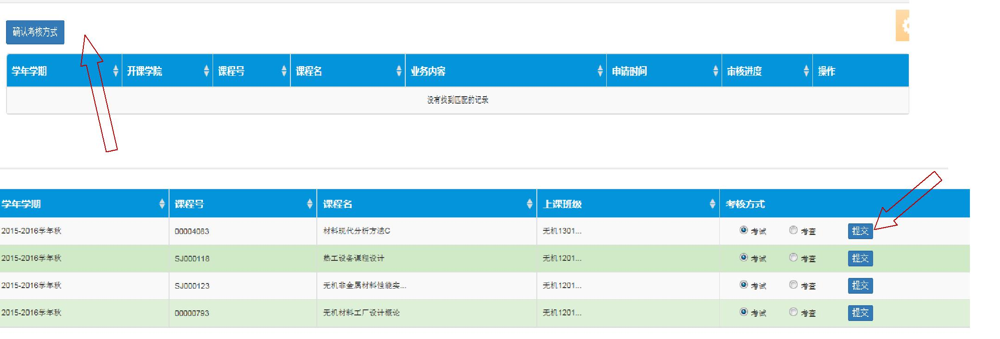 确认考核方式
学年学期 开课学院 课程号 课程名 业务内容 申请时间 审核进度 操作
没有找到匹配的记录
学年学期 课程号 课程名 上课班级 考核方式
2015-2016学年秋 00004083 材料现代分析方法C 无机1301... 考试 考查 提交
2015-2016学年秋 SJ000118 热工设备课程设计 无机1201... 考试 考查 提交
2015-2016学年秋 SJ000123 无机非金属材料性能实... 无机1201... 考试 考查 提交
2015-2016学年秋 00000793 无机材料工厂设计概论 无机1201... 考试 考查 提交